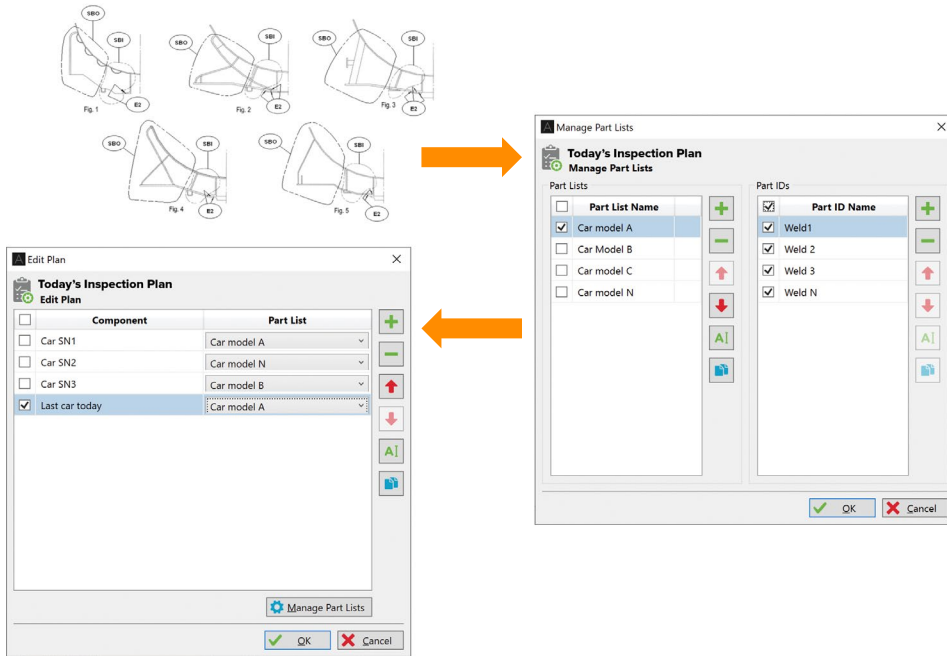 SBO
SBI
E2
Fig. 1
SBO
SBI
E2
Fig. 2
SBO
SBI
E2
Fig. 3
SBO
SBI
E2
Fig. 4
SBO
SBI
E2
Fig. 5
A Manage Part Lists
Today's Inspection Plan
Manage Part Lists
Part Lists
Part List Name
Car model A
Car Model B
Car model C
Car model N
A
Part IDs
Part ID Name
Weld1
Weld 2
Weld 3
Weld N
A
OK Cancel
A Edit Plan
Today's Inspection Plan
Edit Plan
Component Part List
Car SN1 Car model A
Car SN2 Car model N
Car SN3 Car model B
Last car today Car model A
A
Manage Part Lists
OK Cancel